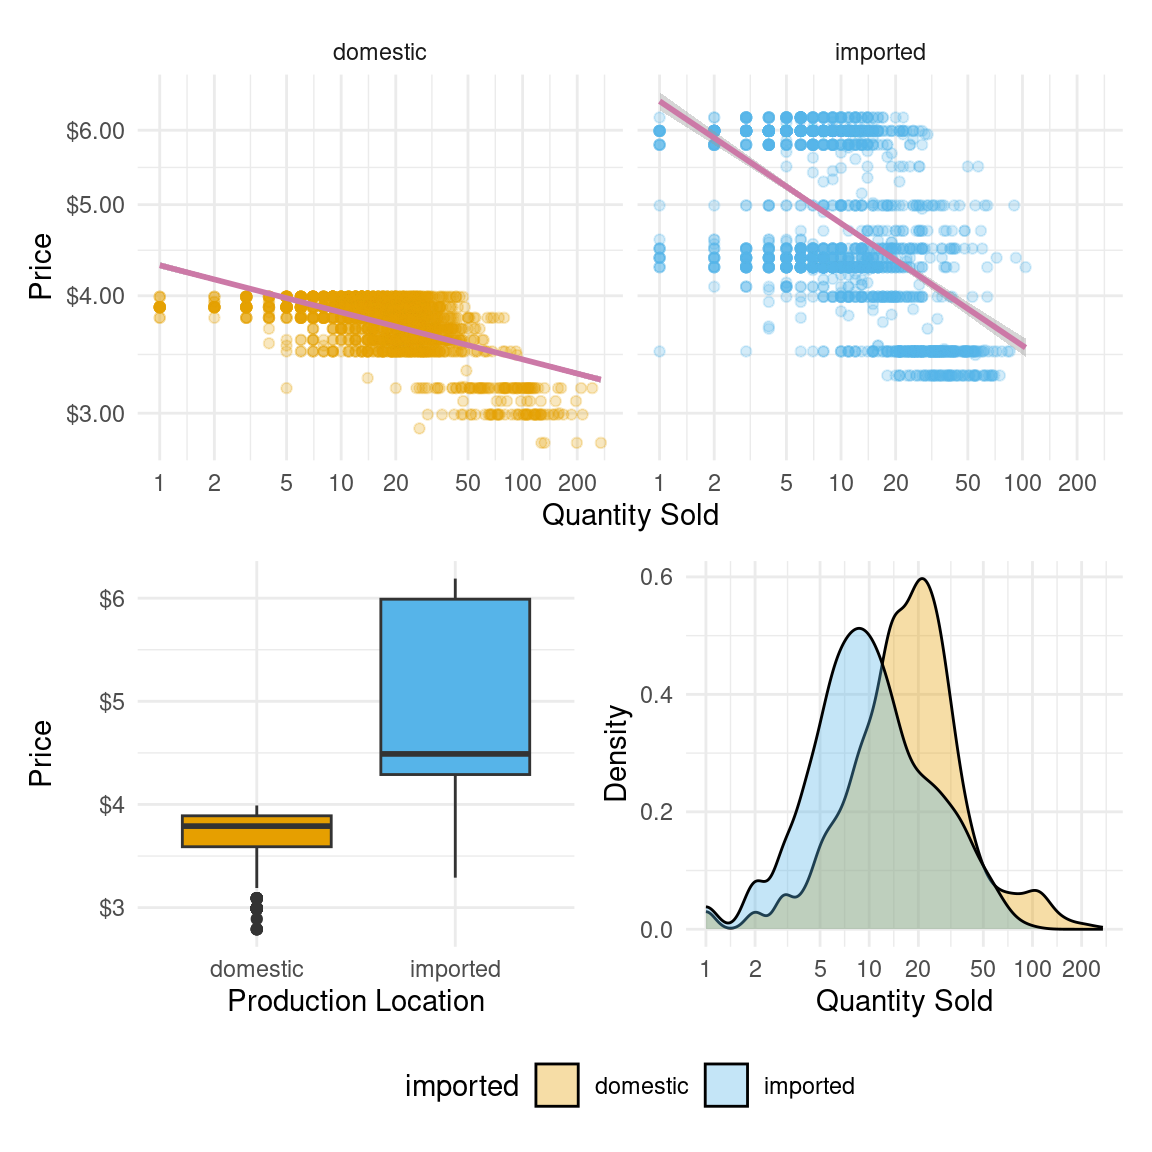 domestic imported
$6.00
$5.00
$4.00
$3.00
Price
1 2 5 10 20 50 100 200 1 2 5 10 20 50 100 200
Quantity Sold
$6
$5
$4
$3
Price
domestic imported
Production Location
0.6
0.4
0.2
0.0
Density
1 2 5 10 20 50 100 200
Quantity Sold
imported domestic imported